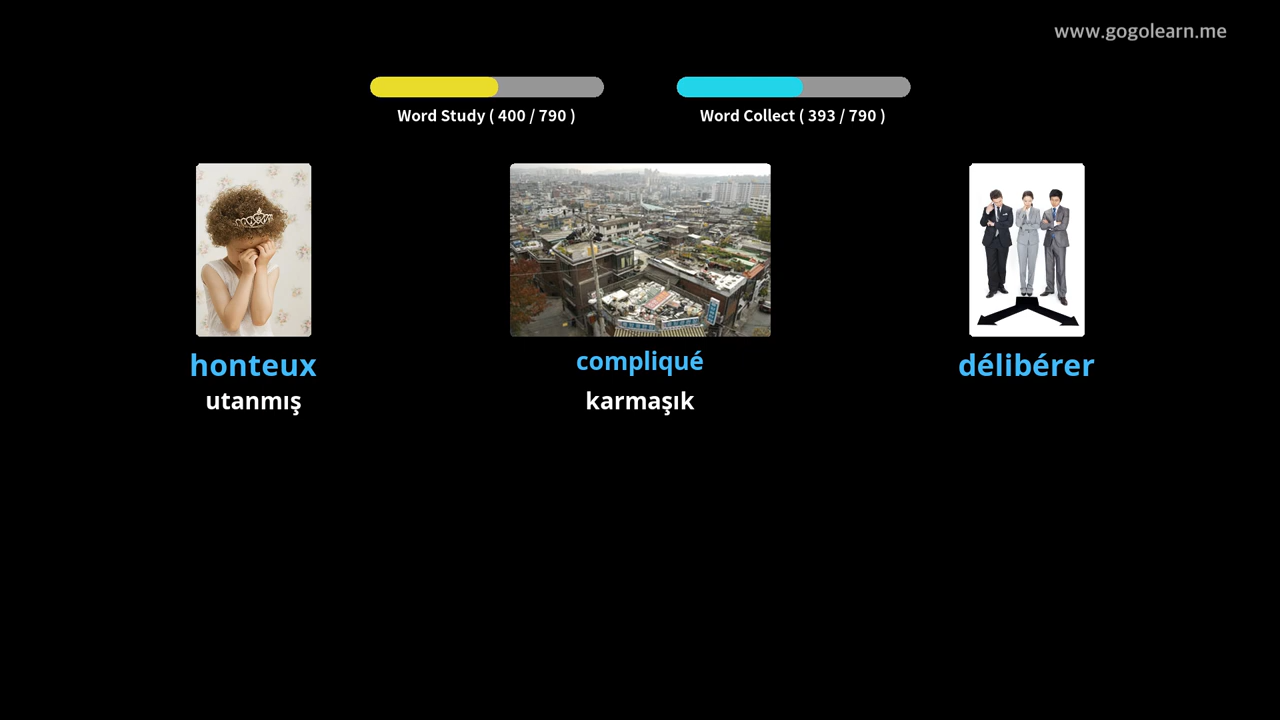 www.gogolearn.me
Word Study ( 400 / 790 )
Word Collect ( 393 / 790 )
honteux
utanmış
compliqué
karmaşık
délibérer